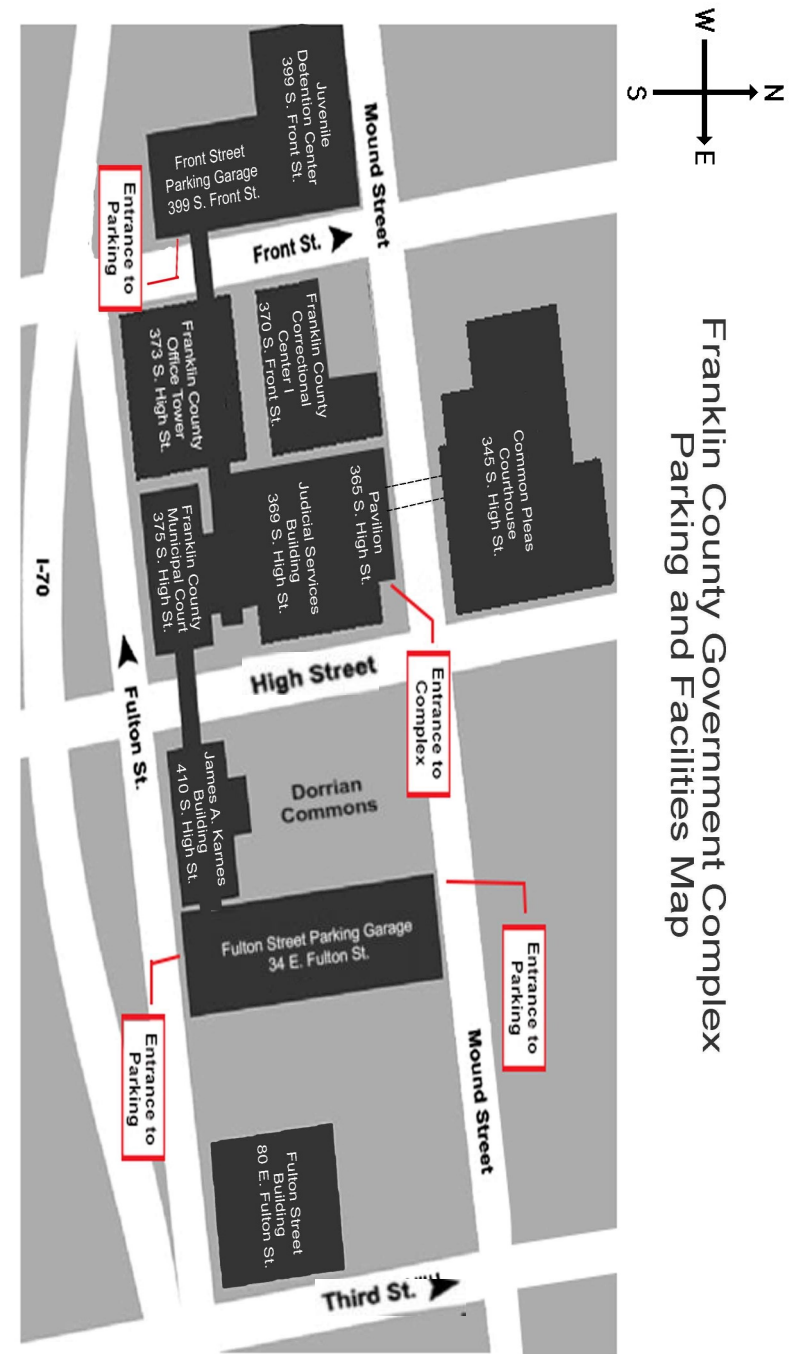 Franklin County Government Complex
Parking and Facilities Map
W
N
S
E
Juvenile
Detention Center
399 S. Front St.
Front Street
Parking Garage
399 S. Front St.
Entrance to
Parking
Mound Street
Front St.
Franklin County
Office Tower
373 S. High St.
Franklin County
Correctional
Center I
370 S. Front St.
Common Pleas
Courthouse
345 S. High St.
Pavilion
365 S. High St.
Judicial Services
Building
369 S. High St.
Franklin County
Municipal Court
375 S. High St.
I-70
Fulton St.
High Street
Entrance to
Complex
James A. Karnes
Building
410 S. High St.
Dorrian
Commons
Fulton Street Parking Garage
34 E. Fulton St.
Entrance to
Parking
Entrance to
Parking
Mound Street
Fulton Street
Building
80 E. Fulton St.
Third St.